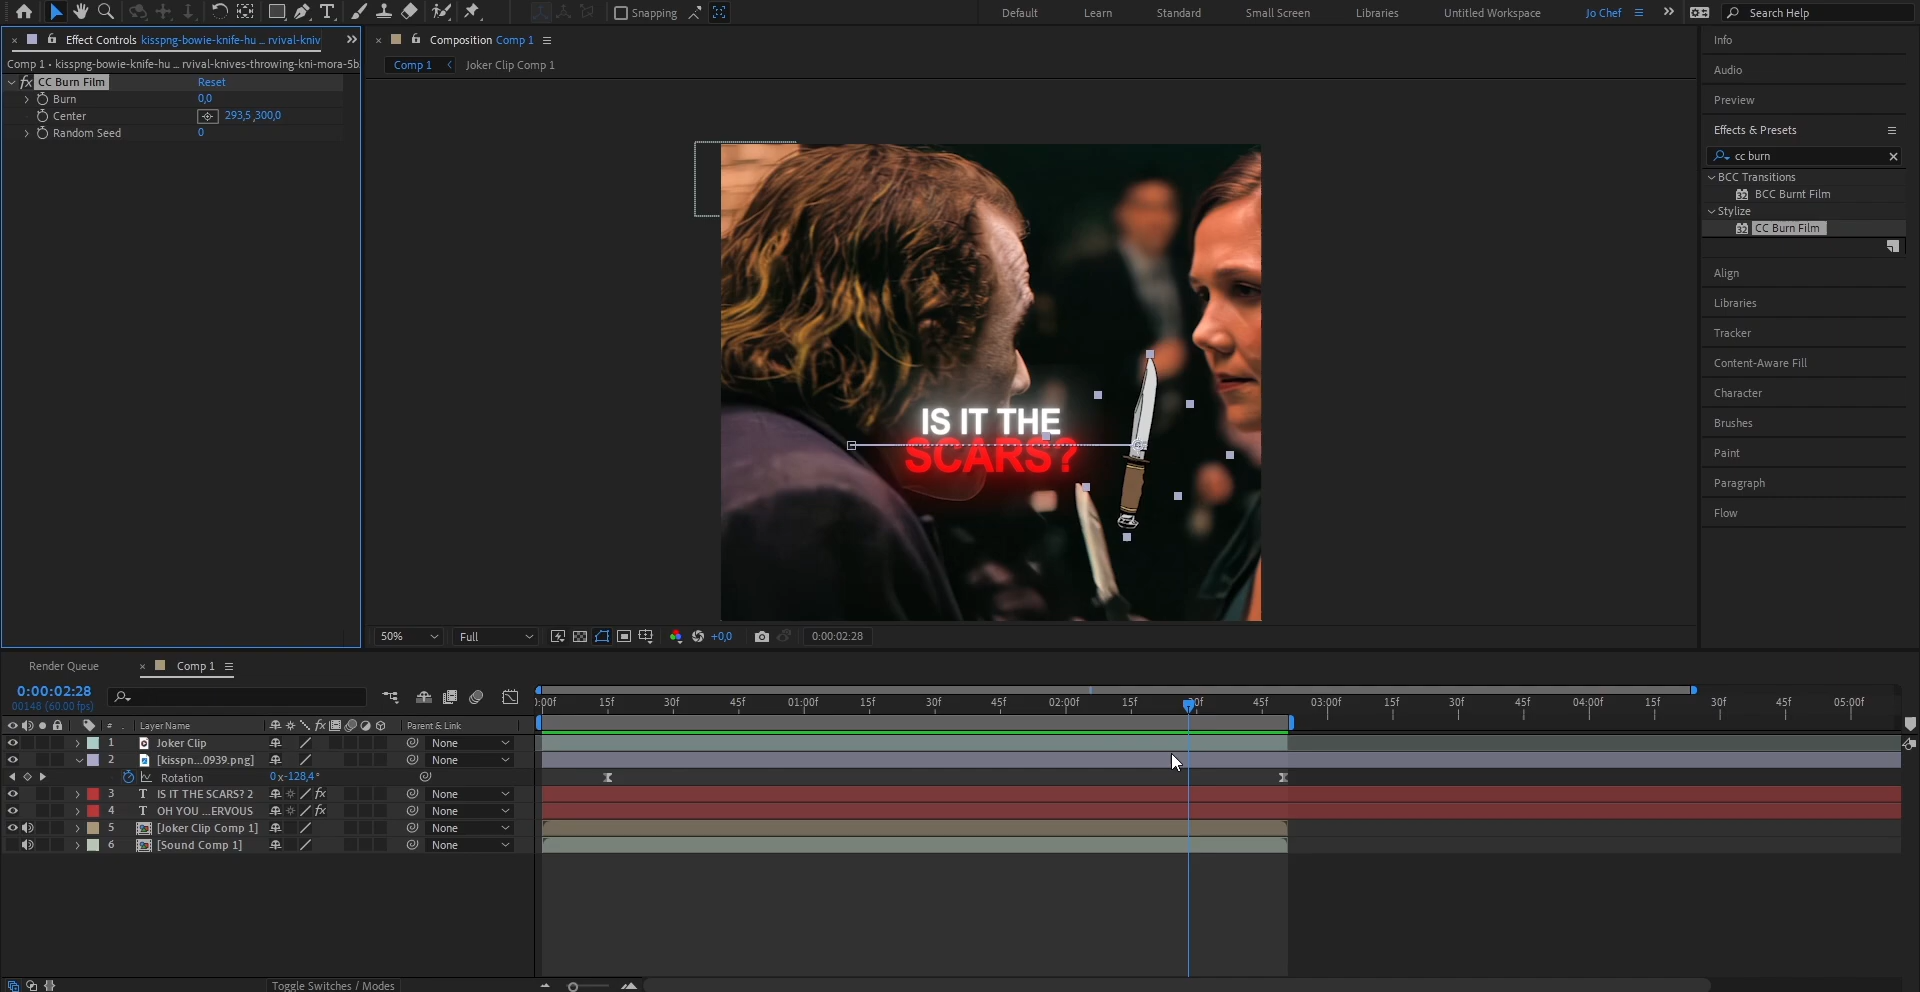 Snapping
Default
Learn
Standard
Small Screen
Libraries
Untitled Workspace
Jo Chef
Search Help
Effect Controls kisspng-bowie-knife-hu ... rvival-kniv
Comp 1 • kisspng-bowie-knife-hu ... rvival-knives-throwing-kni-mora-5b
fx CC Burn Film Reset
Burn 0,0
Center 293,5,300,0
Random Seed 0
Composition Comp 1
Comp 1 Joker Clip Comp 1
IS IT THE
SCARS?
50% Full +0,0 0:00:02:28
Info
Audio
Preview
Effects & Presets
cc burn
BCC Transitions
32 BCC Burnt Film
Stylize
32 CC Burn Film
Align
Libraries
Tracker
Content-Aware Fill
Character
Brushes
Paint
Paragraph
Flow
Render Queue Comp 1
0:00:02:28
00148 (60.00 fps)
:00f 15f 30f 45f 01:00f 15f 30f 45f 02:00f 15f 30f 45f 03:00f 15f 30f 45f 04:00f 15f 30f 45f 05:00f
# Layer Name fx Parent & Link
1 Joker Clip None
2 [kisspn...0939.png] None
Rotation 0x-128,4°
3 T IS IT THE SCARS? 2 fx None
4 T OH YOU ...ERVOUS fx None
5 [Joker Clip Comp 1] None
6 [Sound Comp 1] None
Toggle Switches / Modes